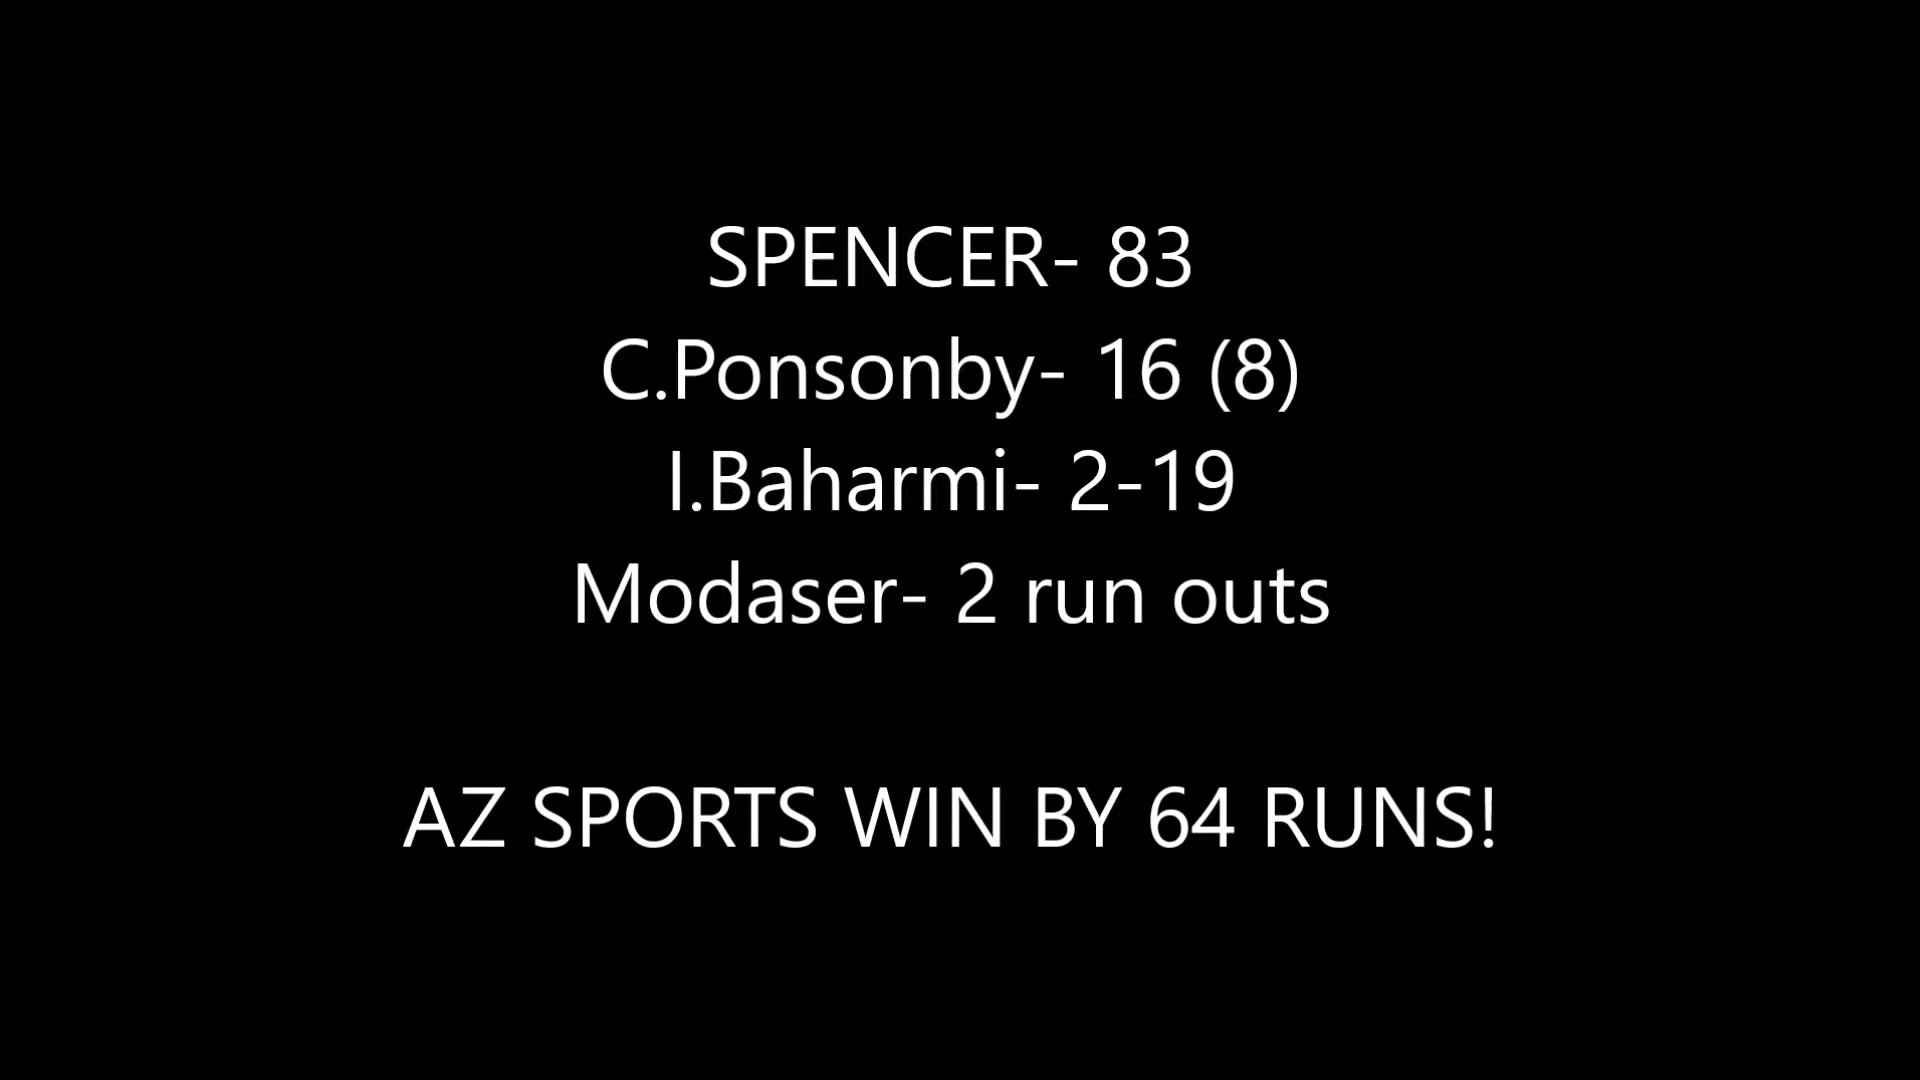 SPENCER- 83
C.Ponsonby- 16 (8)
I.Baharmi- 2-19
Modaser- 2 run outs
AZ SPORTS WIN BY 64 RUNS!